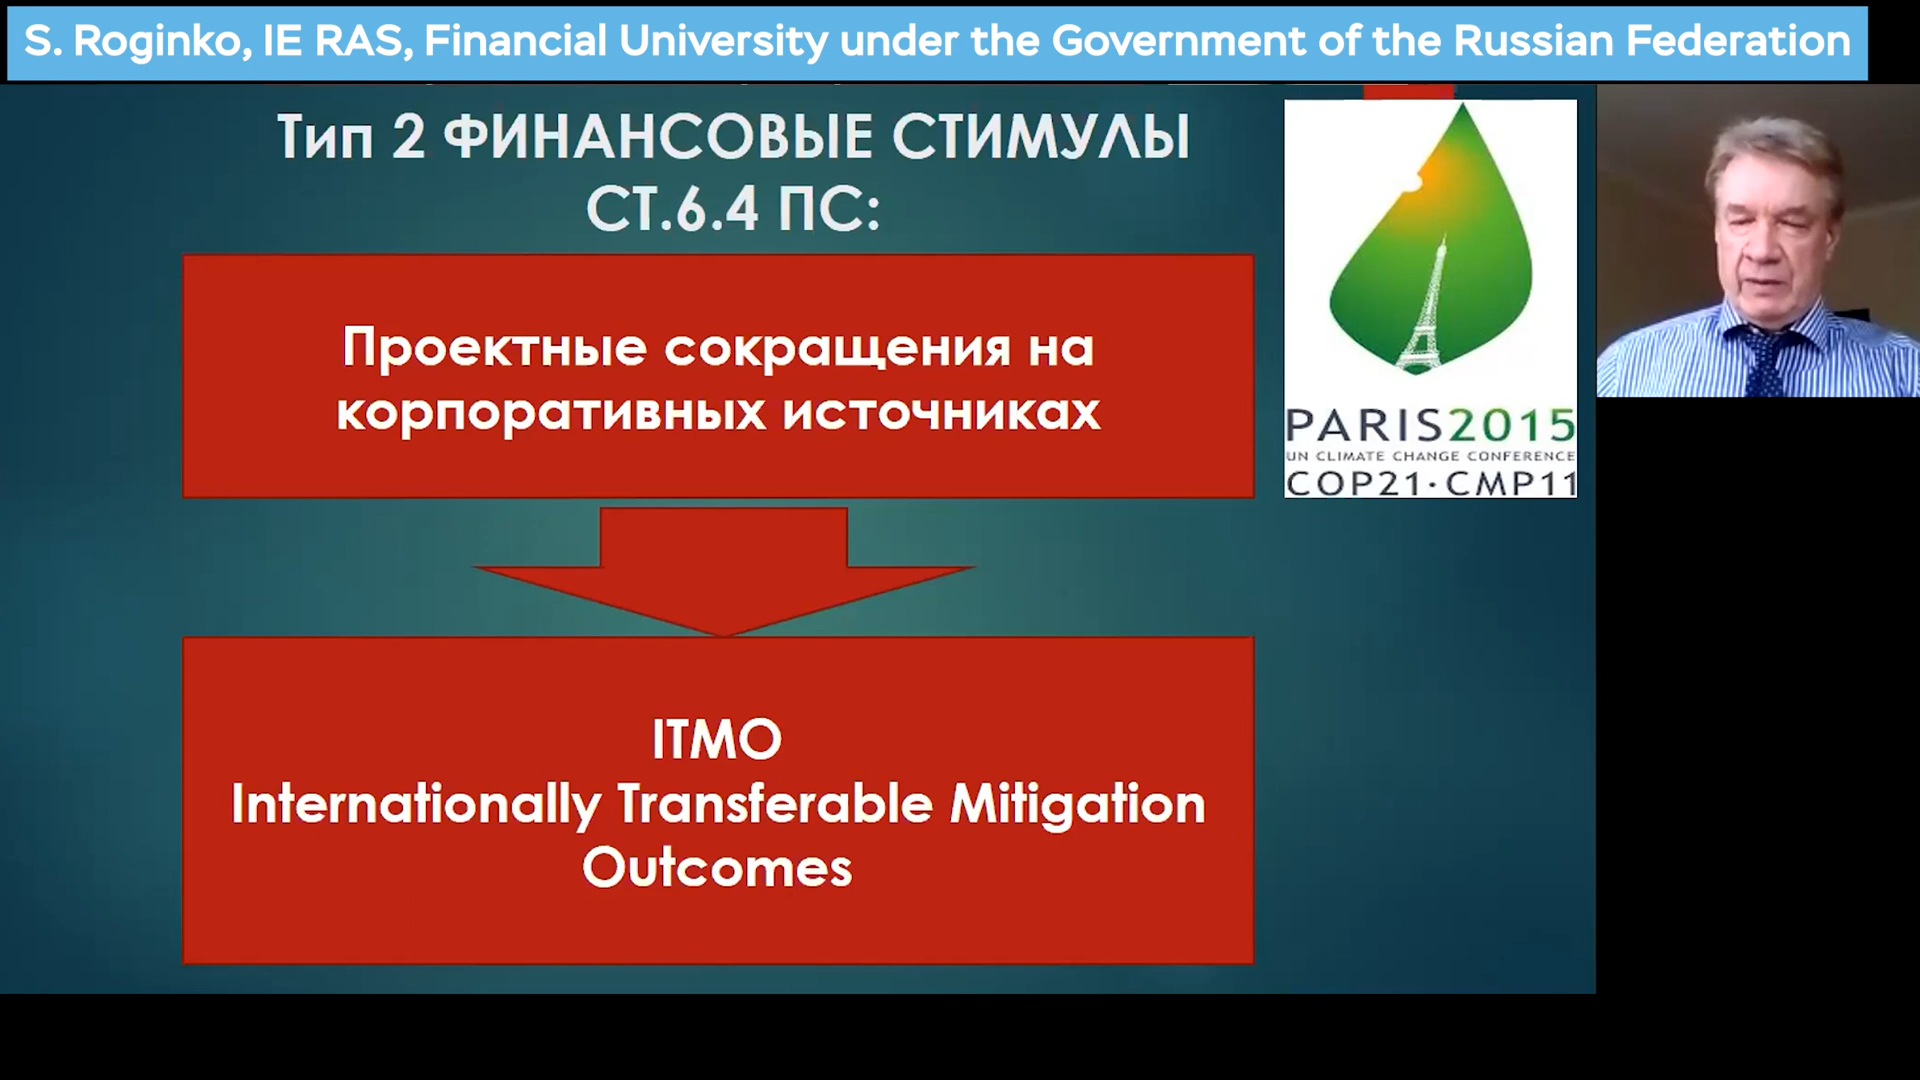 S. Roginko, IE RAS, Financial University under the Government of the Russian Federation
Тип 2 ФИНАНСОВЫЕ СТИМУЛЫ
СТ.6.4 ПС:
Проектные сокращения на
корпоративных источниках
ITMO
Internationally Transferable Mitigation
Outcomes
PARIS2015
UN CLIMATE CHANGE CONFERENCE
COP21·CMP11